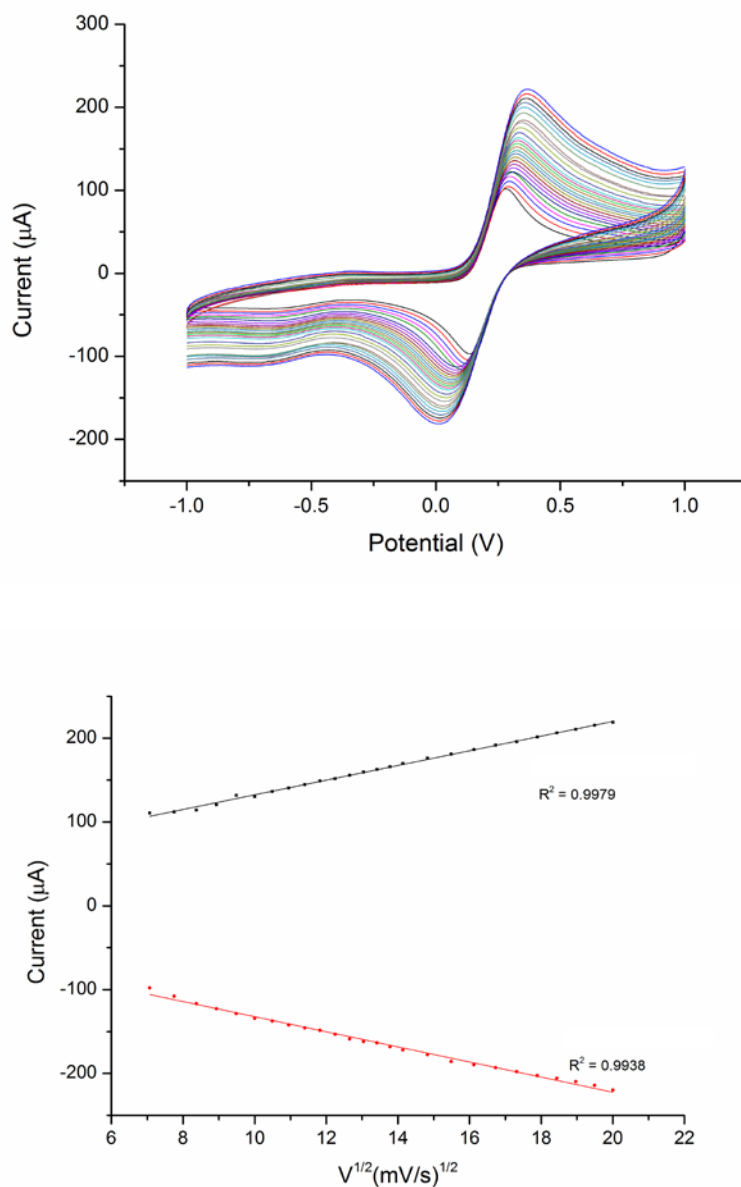 300
200
100
0
-100
-200
Current (μA)
-1.0 -0.5 0.0 0.5 1.0
Potential (V)
200
100
0
-100
-200
Current (μA)
R² = 0.9979
R² = 0.9938
6 8 10 12 14 16 18 20 22
V^1/2(mV/s)^1/2